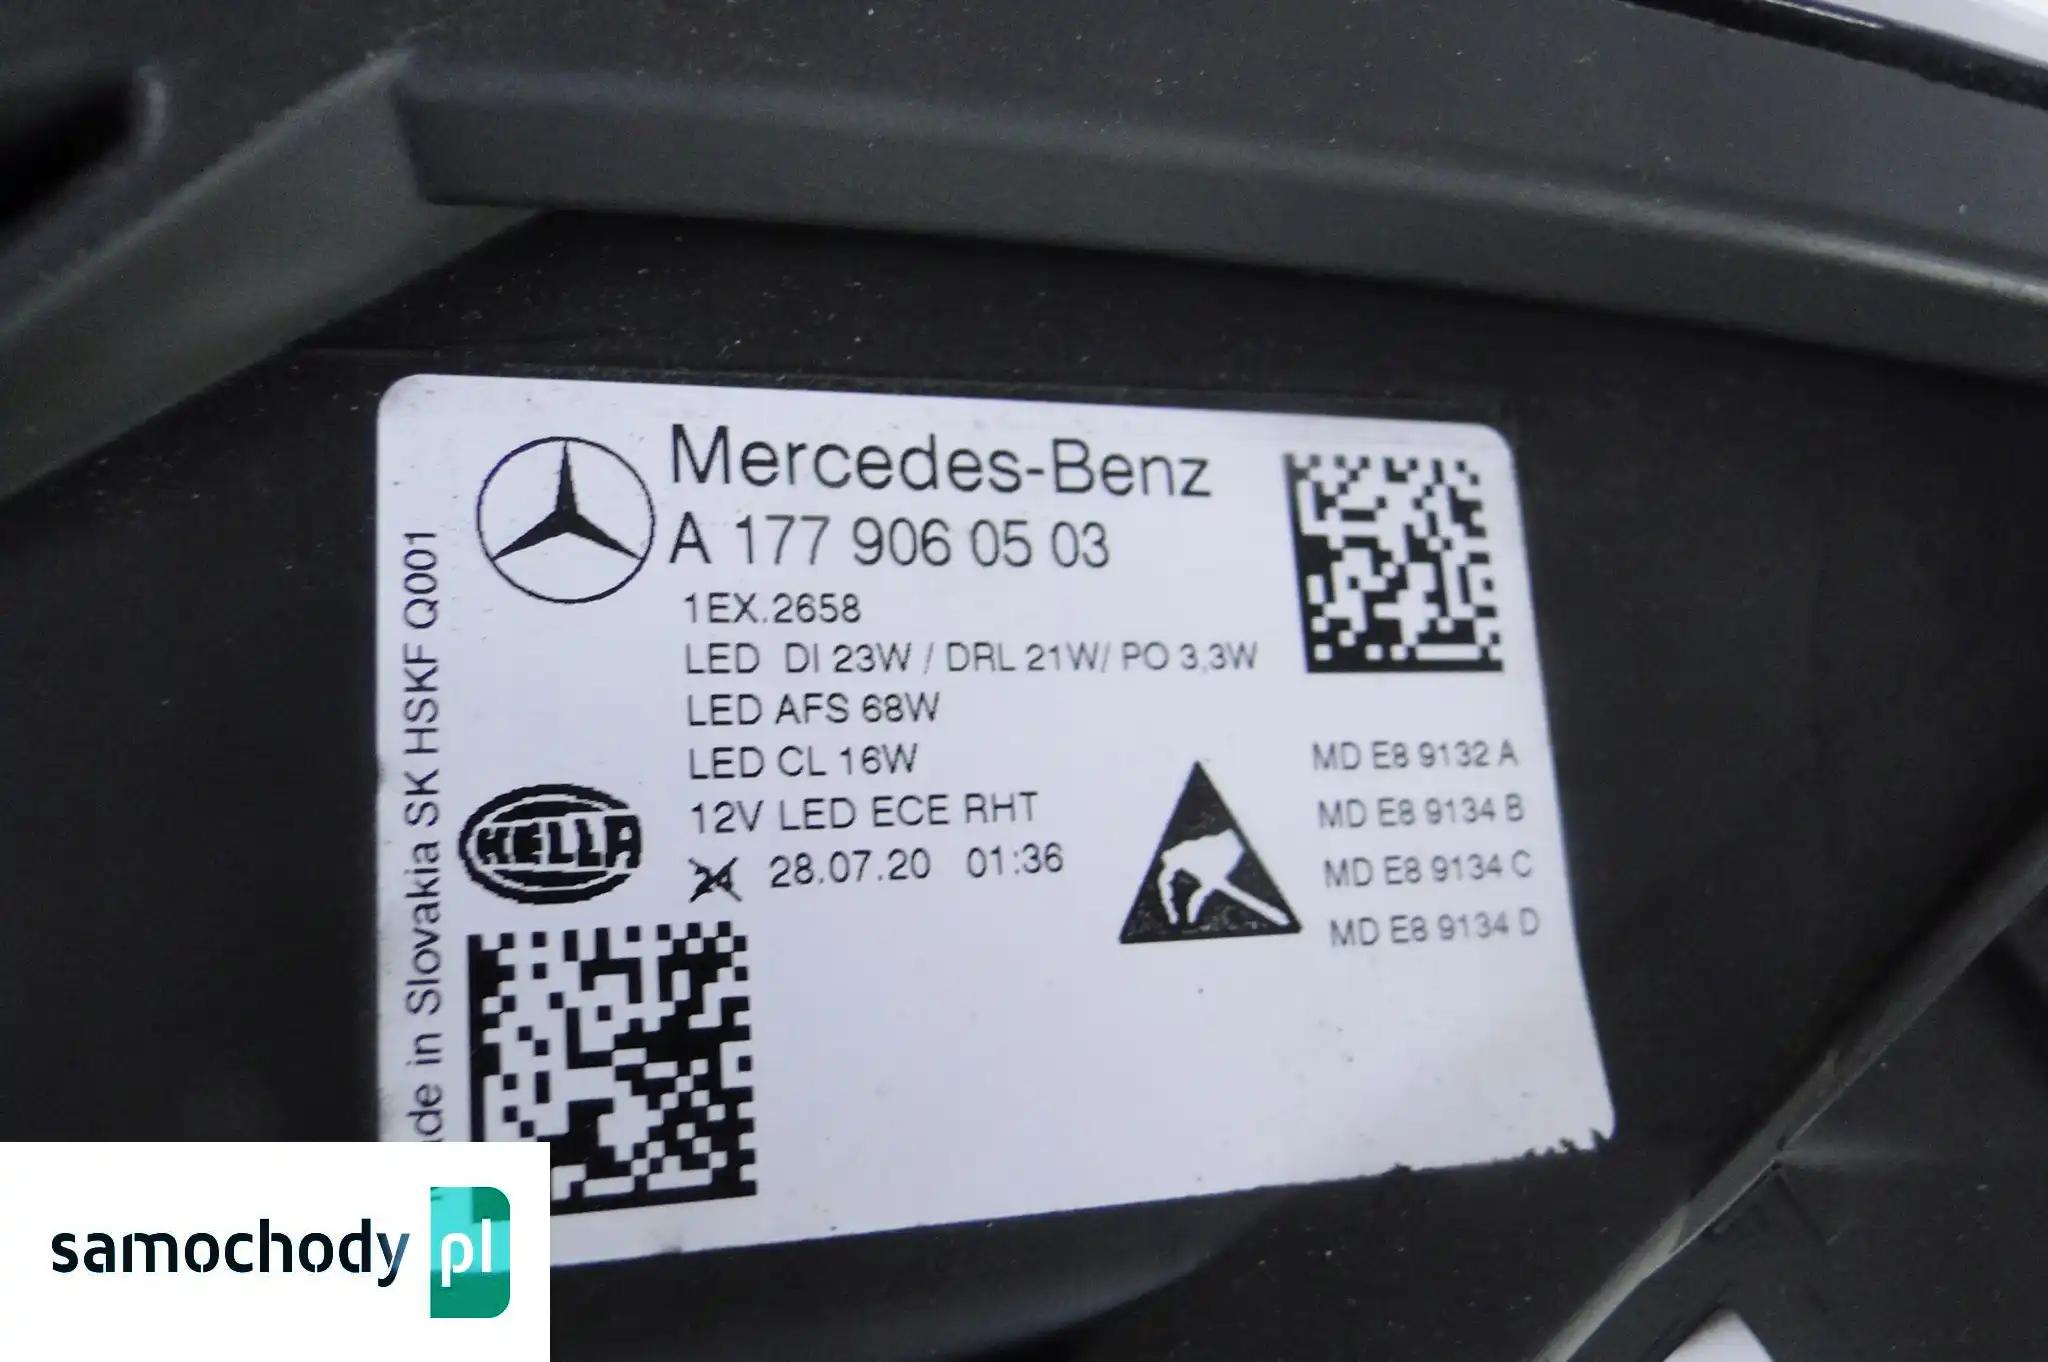 Mercedes-Benz
A 177 906 05 03
1EX.2658
LED DI 23W / DRL 21W/ PO 3,3W
LED AFS 68W
LED CL 16W
12V LED ECE RHT
24 28.07.20 01:36
HELLA
MD E8 9132 A
MD E8 9134 B
MD E8 9134 C
MD E8 9134 D
in Slovakia SK HSKF Q001
samochody pl